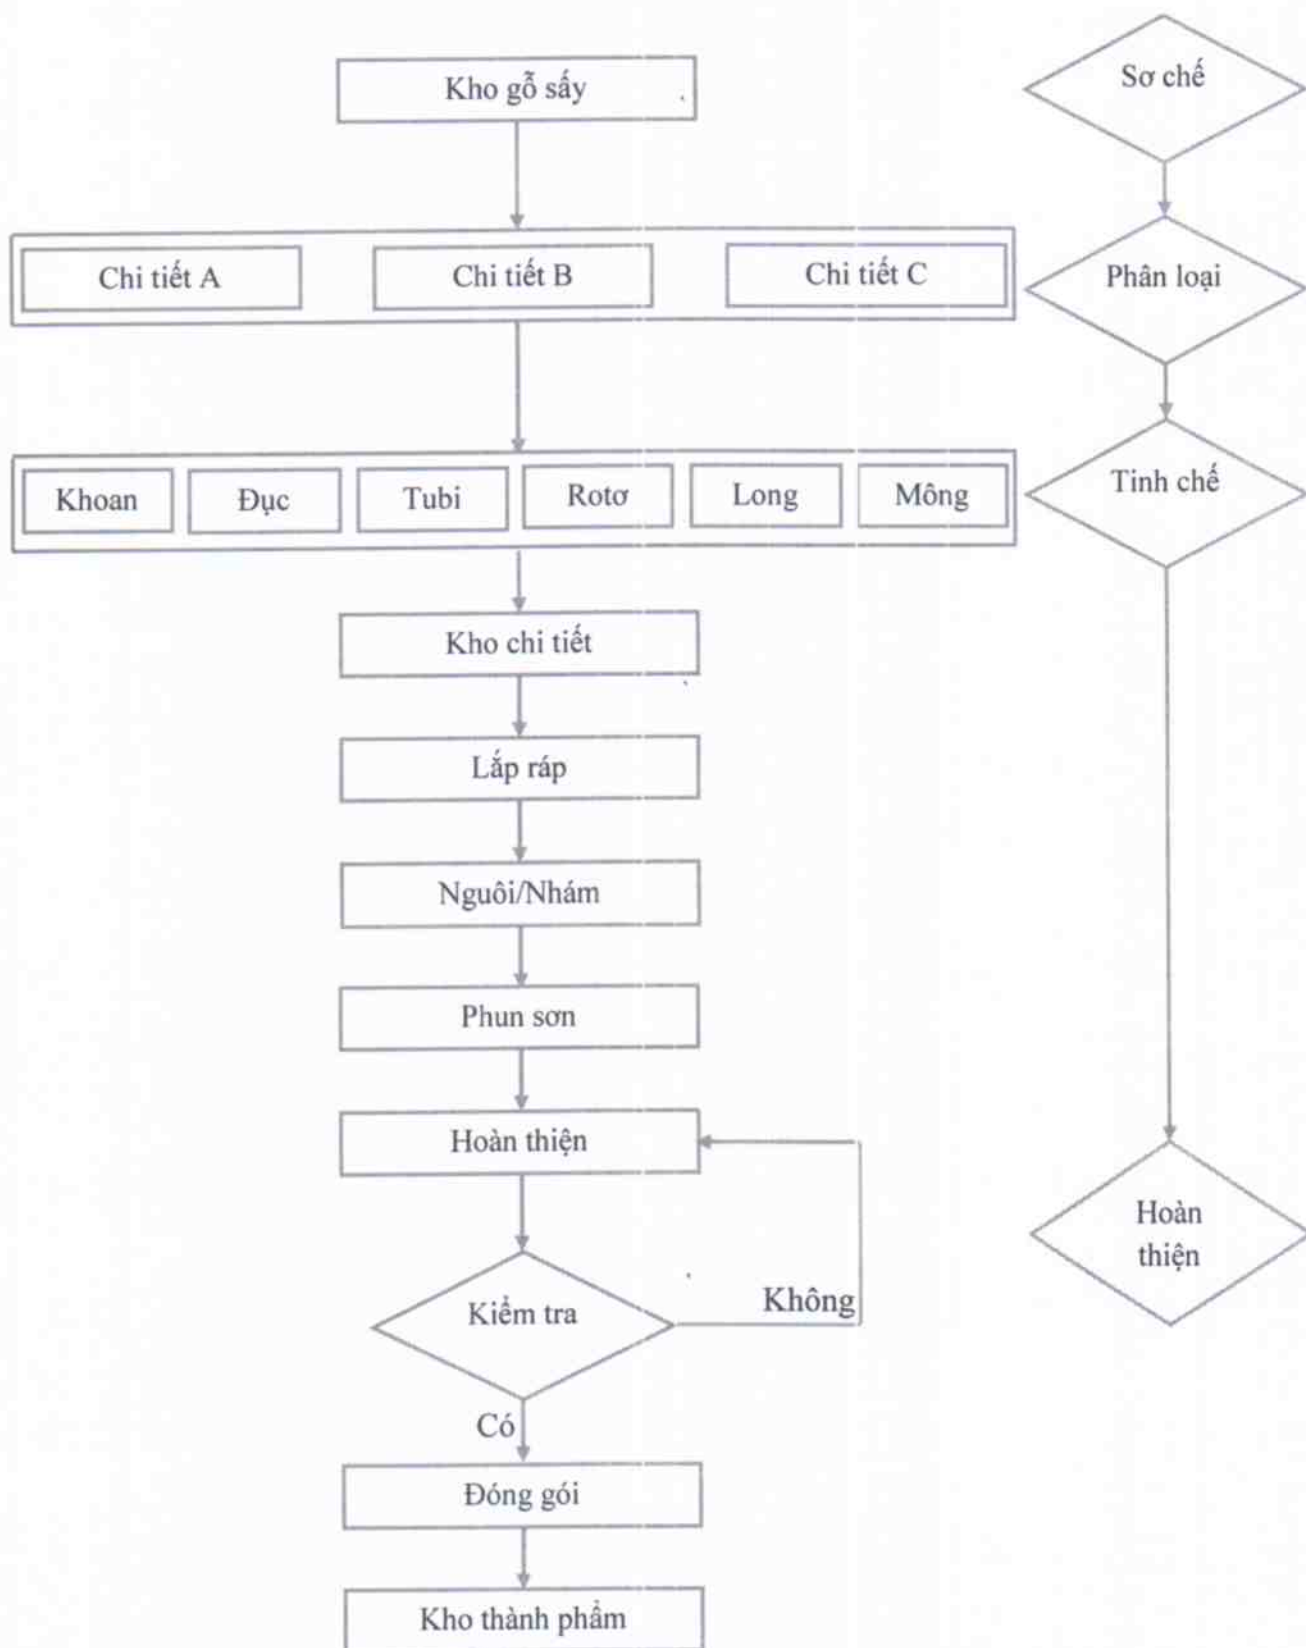 Kho gỗ sấy
Sơ chế
Chi tiết A
Chi tiết B
Chi tiết C
Phân loại
Khoan
Đục
Tubi
Rotơ
Long
Mông
Tinh chế
Kho chi tiết
Lắp ráp
Nguôi/Nhám
Phun sơn
Hoàn thiện
Hoàn
thiện
Kiểm tra
Không
Có
Đóng gói
Kho thành phẩm